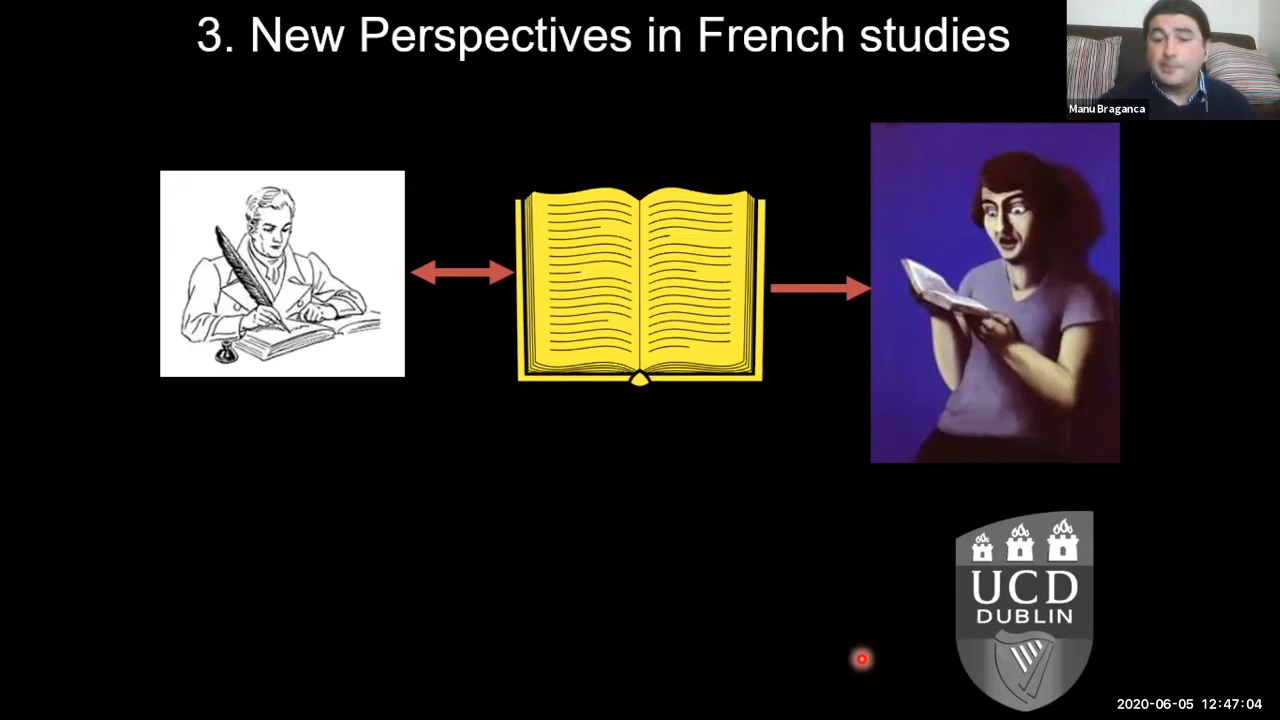 3. New Perspectives in French studies
Manu Braganca
UCD
DUBLIN
2020-06-05 12:47:04